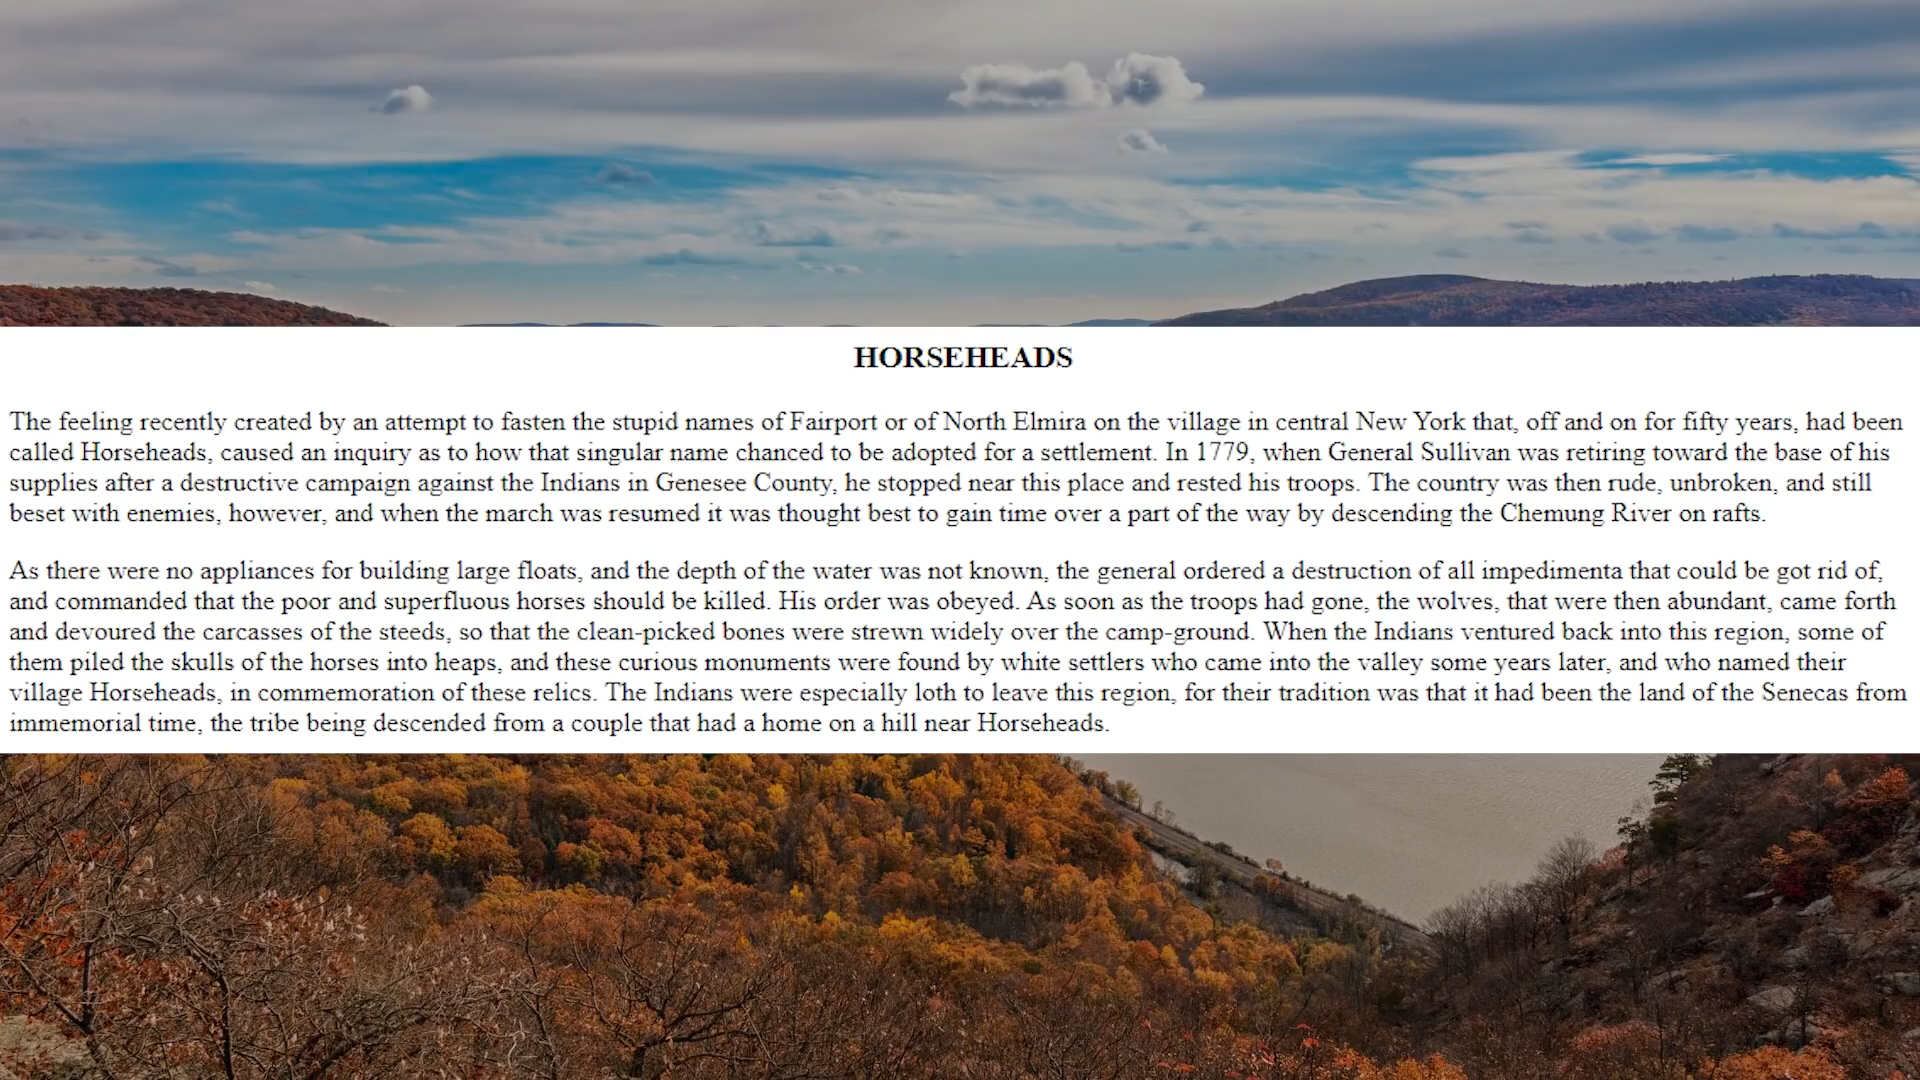 HORSEHEADS
The feeling recently created by an attempt to fasten the stupid names of Fairport or of North Elmira on the village in central New York that, off and on for fifty years, had been
called Horseheads, caused an inquiry as to how that singular name chanced to be adopted for a settlement. In 1779, when General Sullivan was retiring toward the base of his
supplies after a destructive campaign against the Indians in Genesee County, he stopped near this place and rested his troops. The country was then rude, unbroken, and still
beset with enemies, however, and when the march was resumed it was thought best to gain time over a part of the way by descending the Chemung River on rafts.
As there were no appliances for building large floats, and the depth of the water was not known, the general ordered a destruction of all impedimenta that could be got rid of,
and commanded that the poor and superfluous horses should be killed. His order was obeyed. As soon as the troops had gone, the wolves, that were then abundant, came forth
and devoured the carcasses of the steeds, so that the clean-picked bones were strewn widely over the camp-ground. When the Indians ventured back into this region, some of
them piled the skulls of the horses into heaps, and these curious monuments were found by white settlers who came into the valley some years later, and who named their
village Horseheads, in commemoration of these relics. The Indians were especially loth to leave this region, for their tradition was that it had been the land of the Senecas from
immemorial time, the tribe being descended from a couple that had a home on a hill near Horseheads.